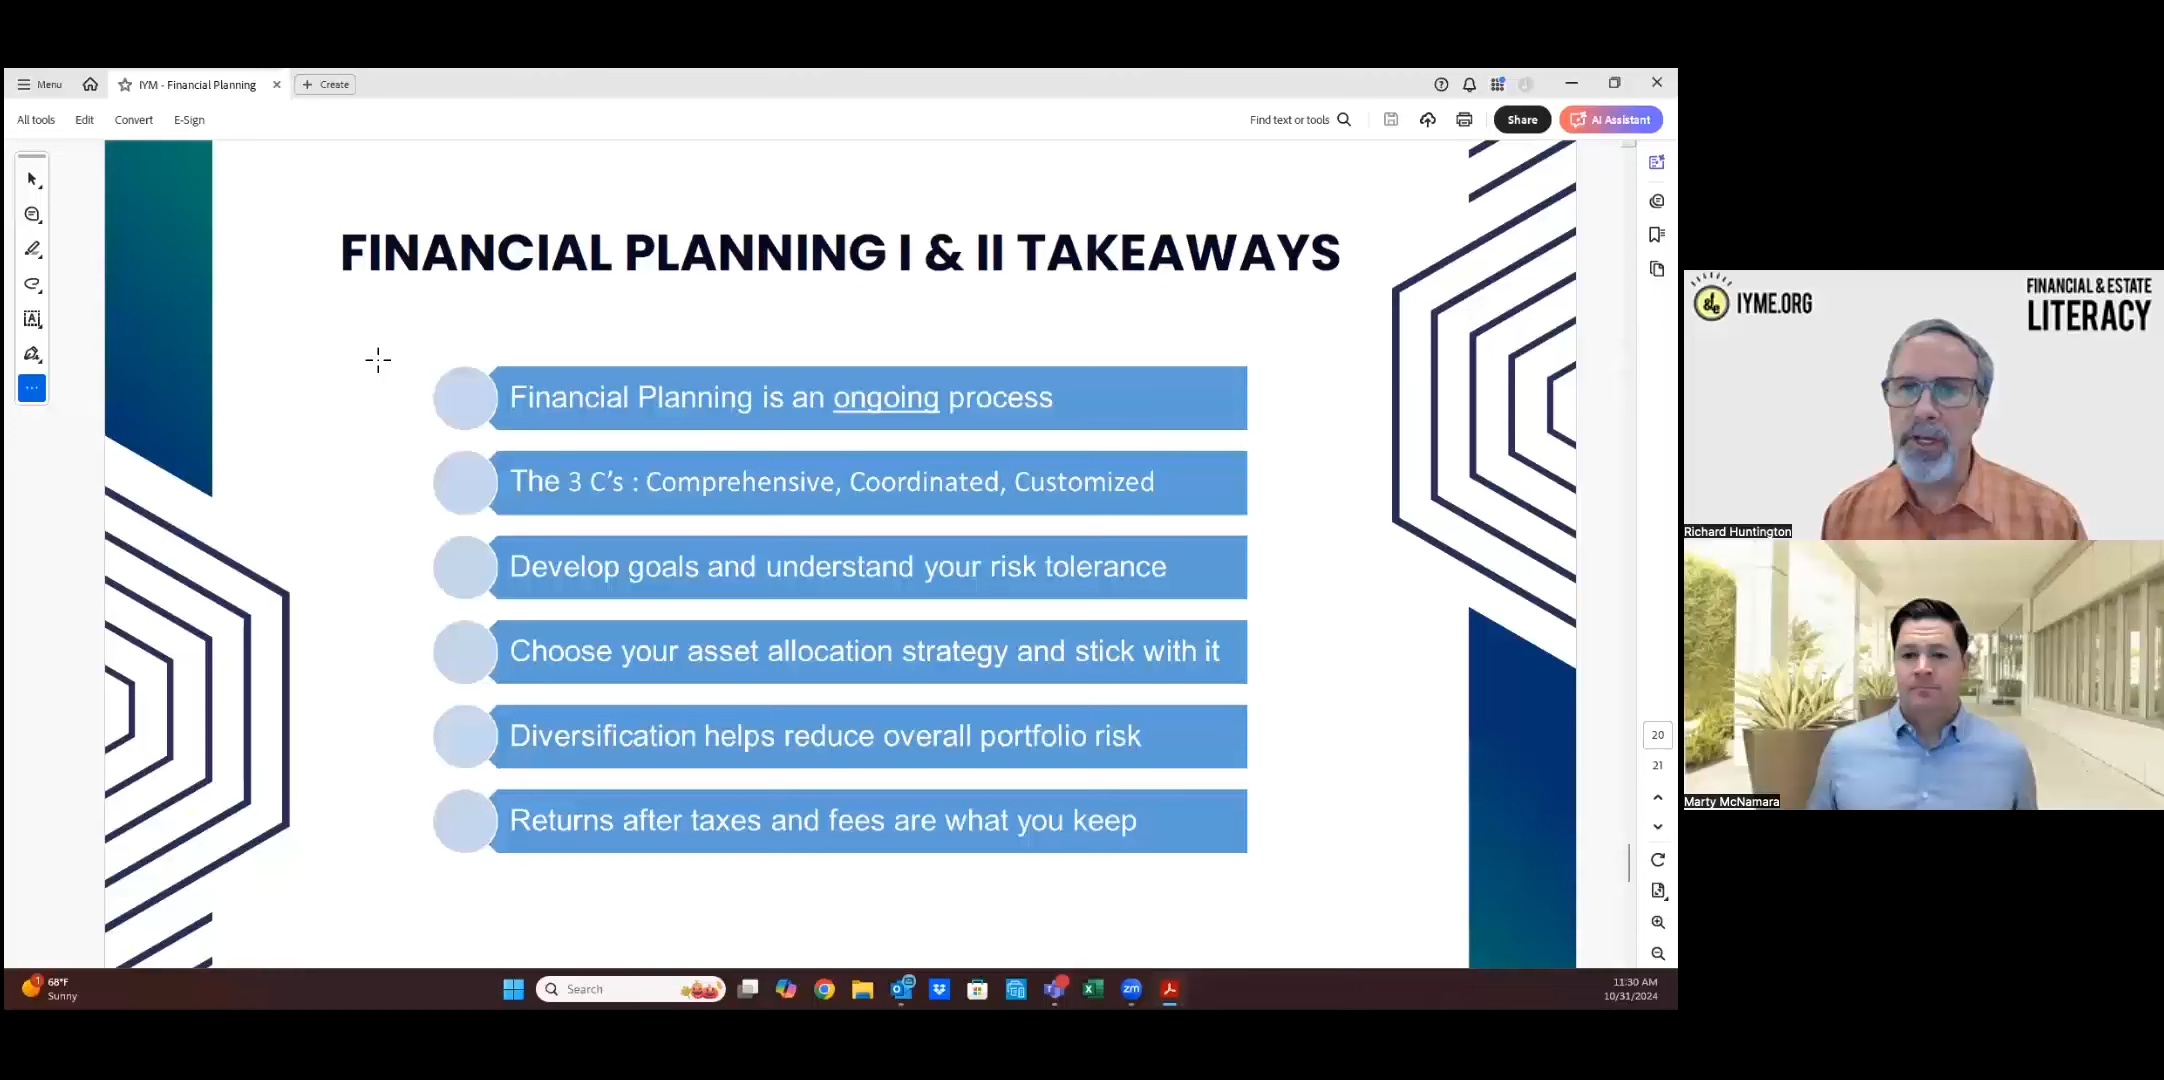 Menu
IYM - Financial Planning
Create
All tools
Edit
Convert
E-Sign
Find text or tools
Share
AI Assistant
FINANCIAL PLANNING I & II TAKEAWAYS
Financial Planning is an ongoing process
The 3 C’s : Comprehensive, Coordinated, Customized
Develop goals and understand your risk tolerance
Choose your asset allocation strategy and stick with it
Diversification helps reduce overall portfolio risk
Returns after taxes and fees are what you keep
20
21
IYME.ORG
FINANCIAL & ESTATE
LITERACY
Richard Huntington
Marty McNamara
1
68°F
Sunny
Search
zm
11:30 AM
10/31/2024